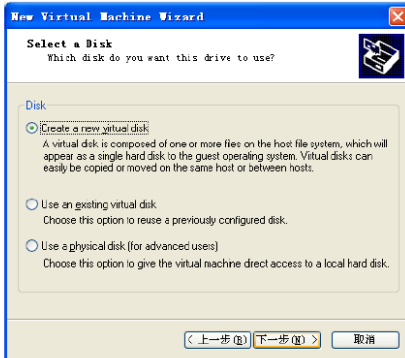 New Virtual Machine Wizard
Select a Disk
Which disk do you want this drive to use?
Disk
Create a new virtual disk
A virtual disk is composed of one or more files on the host file system, which will
appear as a single hard disk to the guest operating system. Virtual disks can
easily be copied or moved on the same host or between hosts.
Use an existing virtual disk
Choose this option to reuse a previously configured disk.
Use a physical disk (for advanced users)
Choose this option to give the virtual machine direct access to a local hard disk.
< 上一步(B) 下一步(N) > 取消